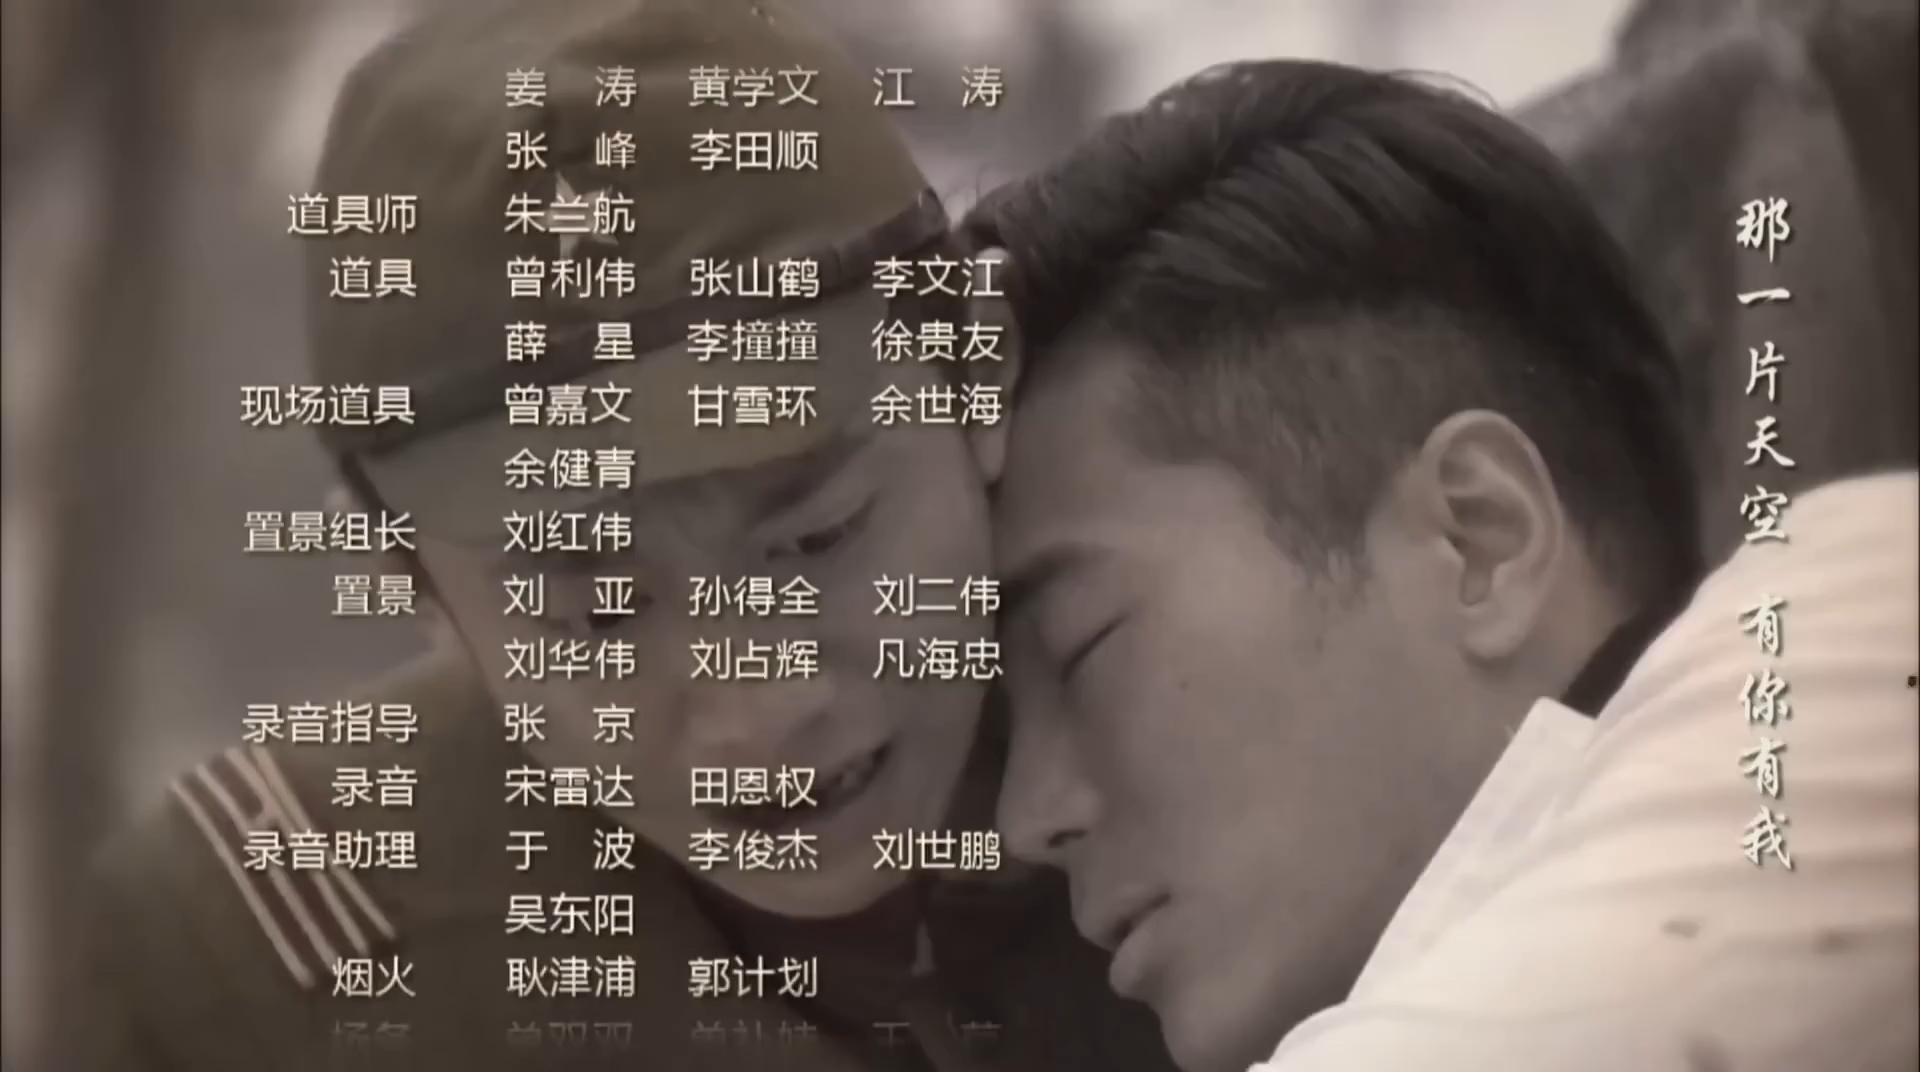 姜 涛 黄学文 江 涛
张 峰 李田顺
道具师 朱兰航
道具 曾利伟 张山鹤 李文江
薛 星 李撞撞 徐贵友
现场道具 曾嘉文 甘雪环 余世海
余健青
置景组长 刘红伟
置景 刘 亚 孙得全 刘二伟
刘华伟 刘占辉 凡海忠
录音指导 张 京
录音 宋雷达 田恩权
录音助理 于 波 李俊杰 刘世鹏
吴东阳
烟火 耿津浦 郭计划
那一片天空 有你有我